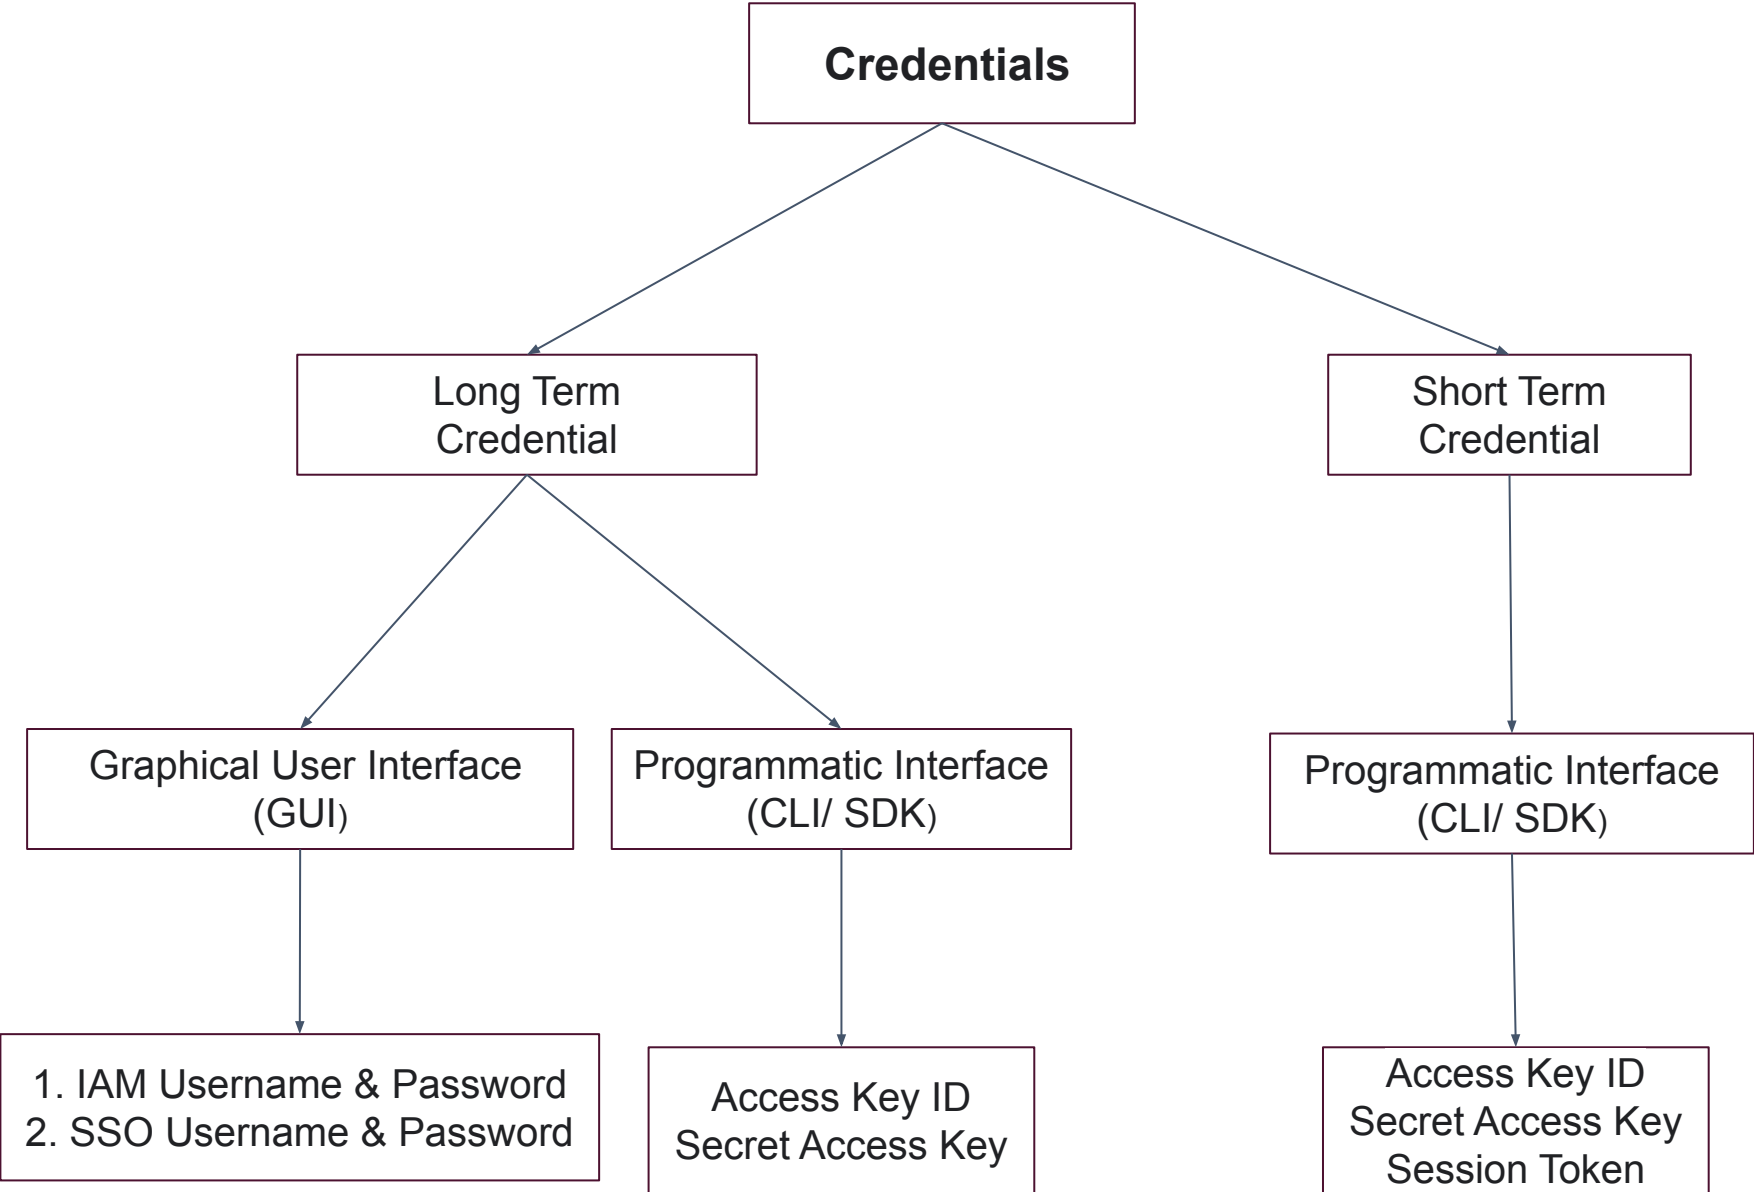 Credentials
Long Term
Credential
Short Term
Credential
Graphical User Interface
(GUI)
Programmatic Interface
(CLI/ SDK)
Programmatic Interface
(CLI/ SDK)
1. IAM Username & Password
2. SSO Username & Password
Access Key ID
Secret Access Key
Access Key ID
Secret Access Key
Session Token